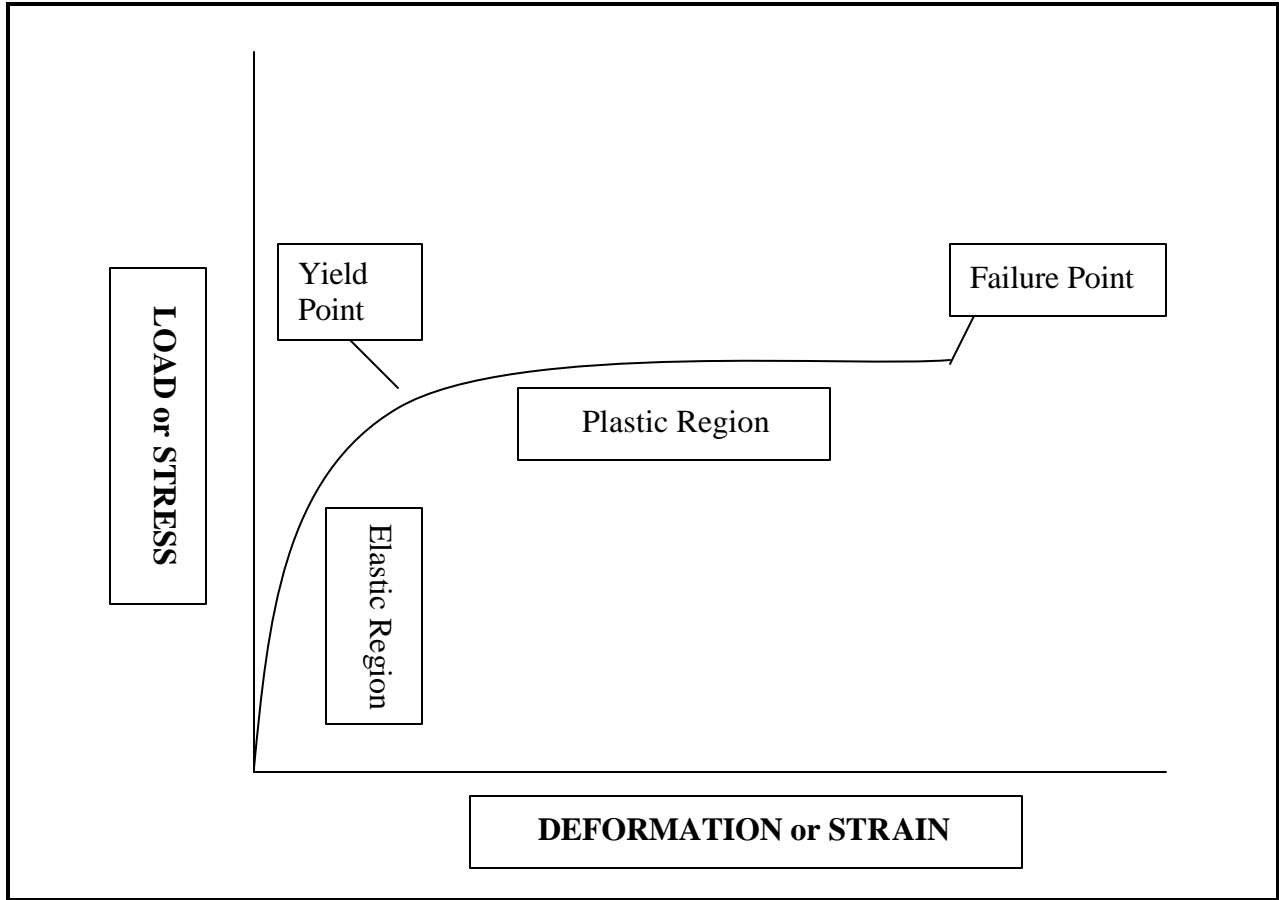 Yield
Point
Failure Point
LOAD or STRESS
Plastic Region
Elastic Region
DEFORMATION or STRAIN